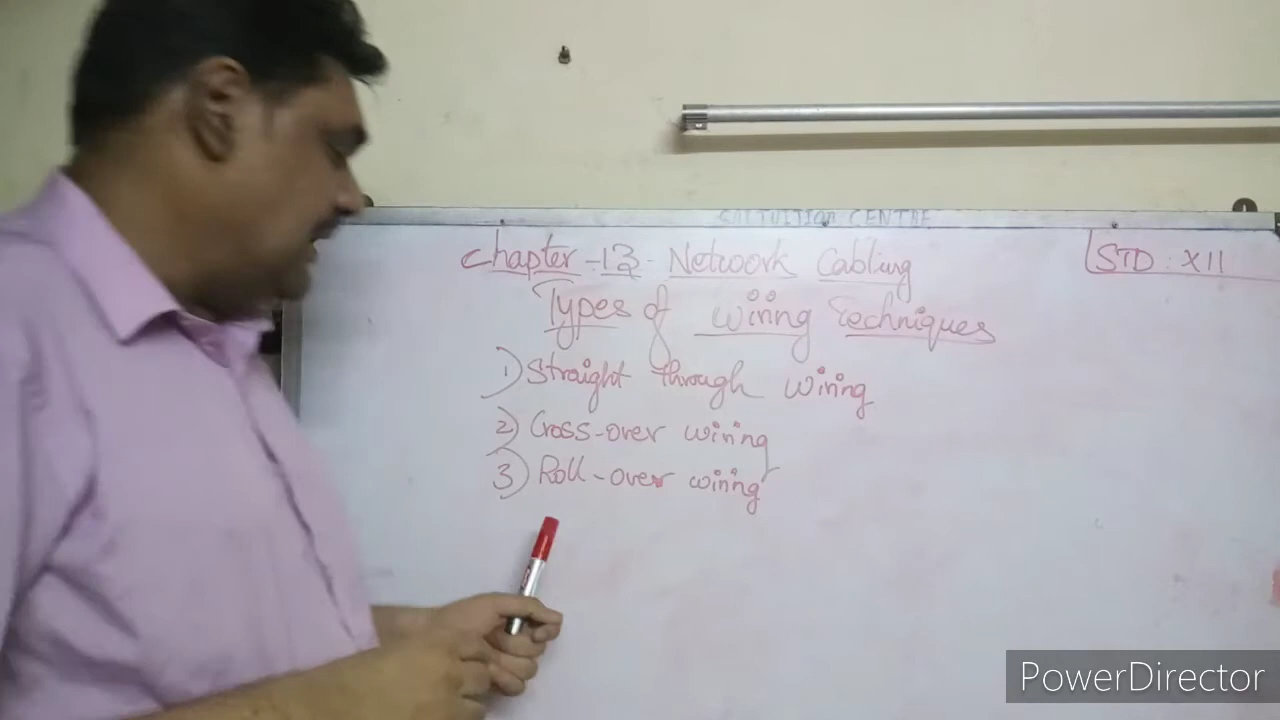 SAI TUITION CENTRE
Chapter - 13 - Network Cabling
STD : XII
Types of Wiring Techniques
1) Straight Through Wiring
2) Cross-over wiring
3) Roll-over wiring
PowerDirector